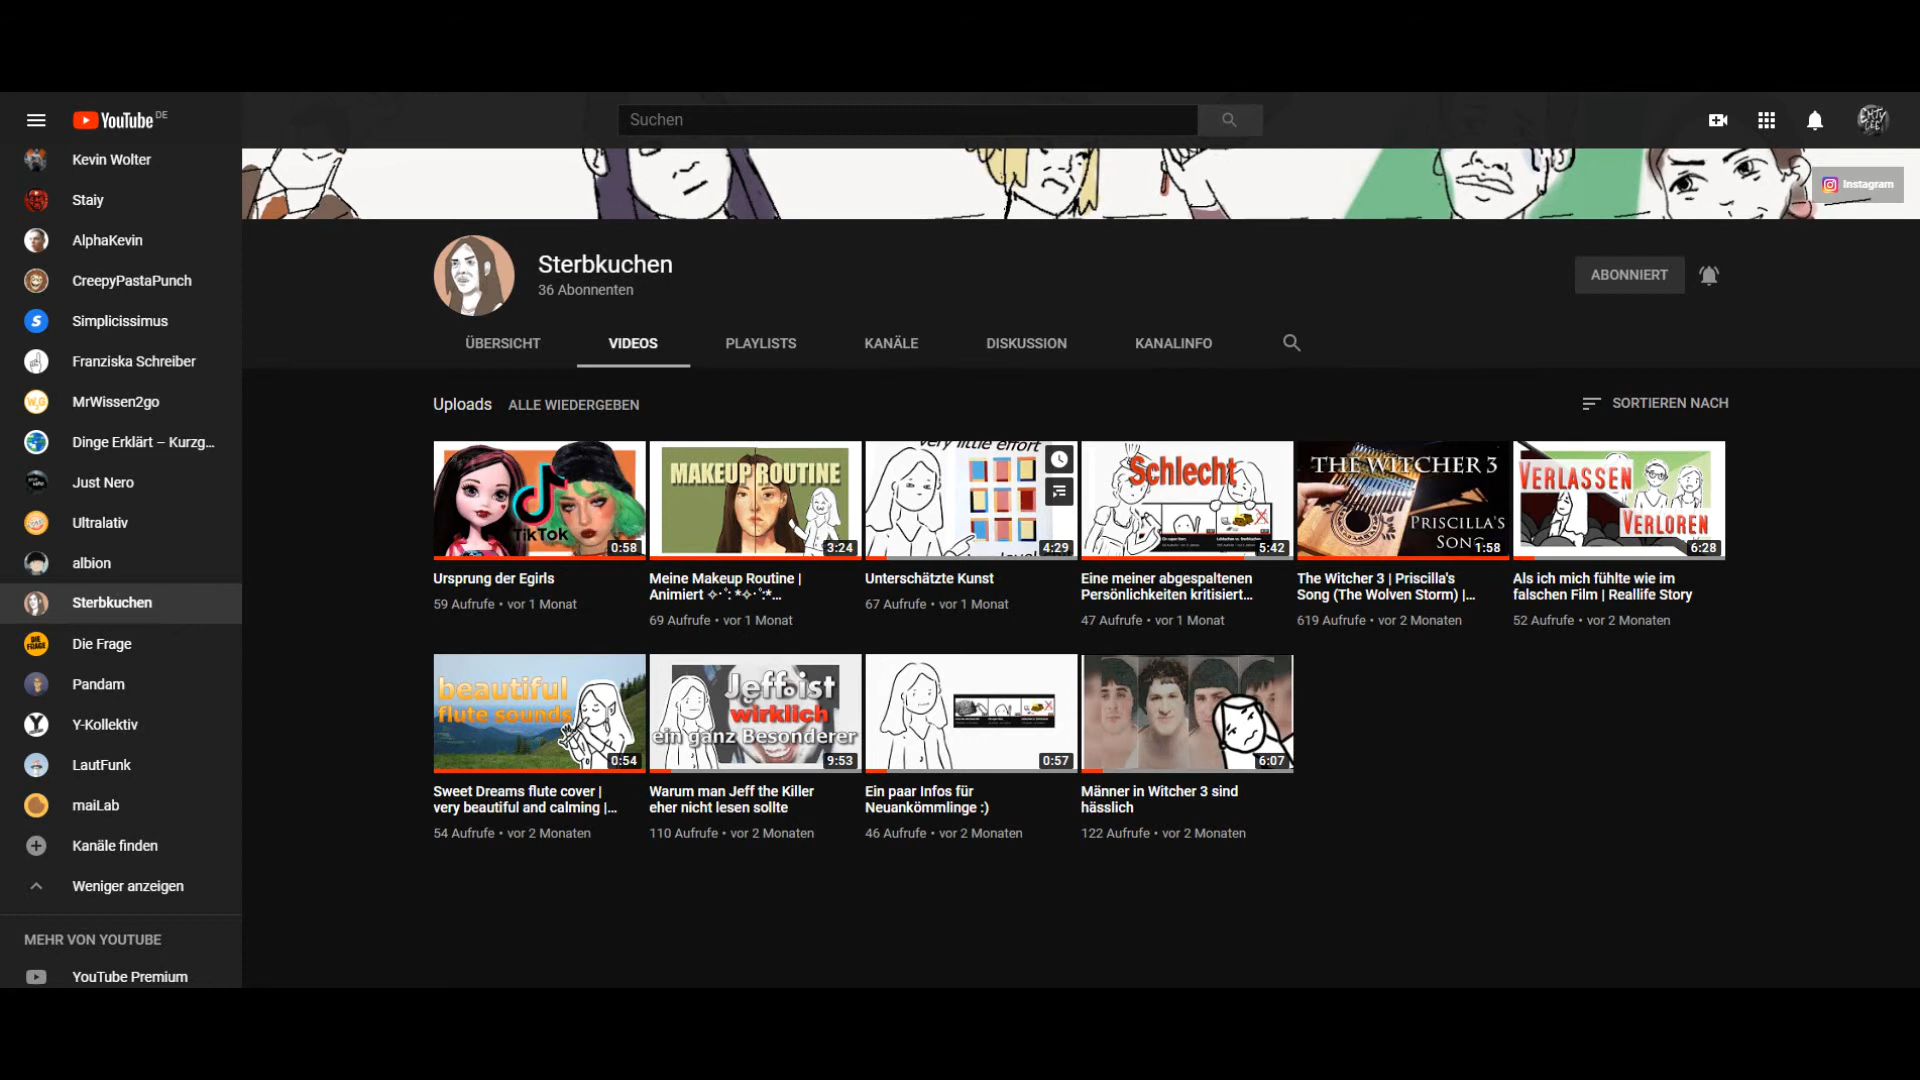 YouTube DE
Suchen
Kevin Wolter
Staiy
AlphaKevin
CreepyPastaPunch
Simplicissimus
Franziska Schreiber
MrWissen2go
Dinge Erklärt – Kurzg...
Just Nero
Ultralativ
albion
Sterbkuchen
Die Frage
Pandam
Y-Kollektiv
LautFunk
maiLab
Kanäle finden
Weniger anzeigen
MEHR VON YOUTUBE
YouTube Premium
Instagram
Sterbkuchen
36 Abonnenten
ABONNIERT
ÜBERSICHT
VIDEOS
PLAYLISTS
KANÄLE
DISKUSSION
KANALINFO
Uploads
ALLE WIEDERGEBEN
SORTIEREN NACH
TikTok
0:58
Ursprung der Egirls
59 Aufrufe • vor 1 Monat
MAKEUP ROUTINE
3:24
Meine Makeup Routine |
Animiert ✧･ﾟ: *✧･ﾟ:*...
69 Aufrufe • vor 1 Monat
very little effort
4:29
Unterschätzte Kunst
67 Aufrufe • vor 1 Monat
Schlecht
5:42
Eine meiner abgespaltenen
Persönlichkeiten kritisiert...
47 Aufrufe • vor 1 Monat
THE WITCHER 3
PRISCILLA'S
SONG
1:58
The Witcher 3 | Priscilla's
Song (The Wolven Storm) |...
619 Aufrufe • vor 2 Monaten
VERLASSEN
VERLOREN
6:28
Als ich mich fühlte wie im
falschen Film | Reallife Story
52 Aufrufe • vor 2 Monaten
beautiful
flute sounds
0:54
Sweet Dreams flute cover |
very beautiful and calming |...
54 Aufrufe • vor 2 Monaten
Jeff ist
wirklich
ein ganz Besonderer
9:53
Warum man Jeff the Killer
eher nicht lesen sollte
110 Aufrufe • vor 2 Monaten
0:57
Ein paar Infos für
Neuankömmlinge :)
46 Aufrufe • vor 2 Monaten
6:07
Männer in Witcher 3 sind
hässlich
122 Aufrufe • vor 2 Monaten